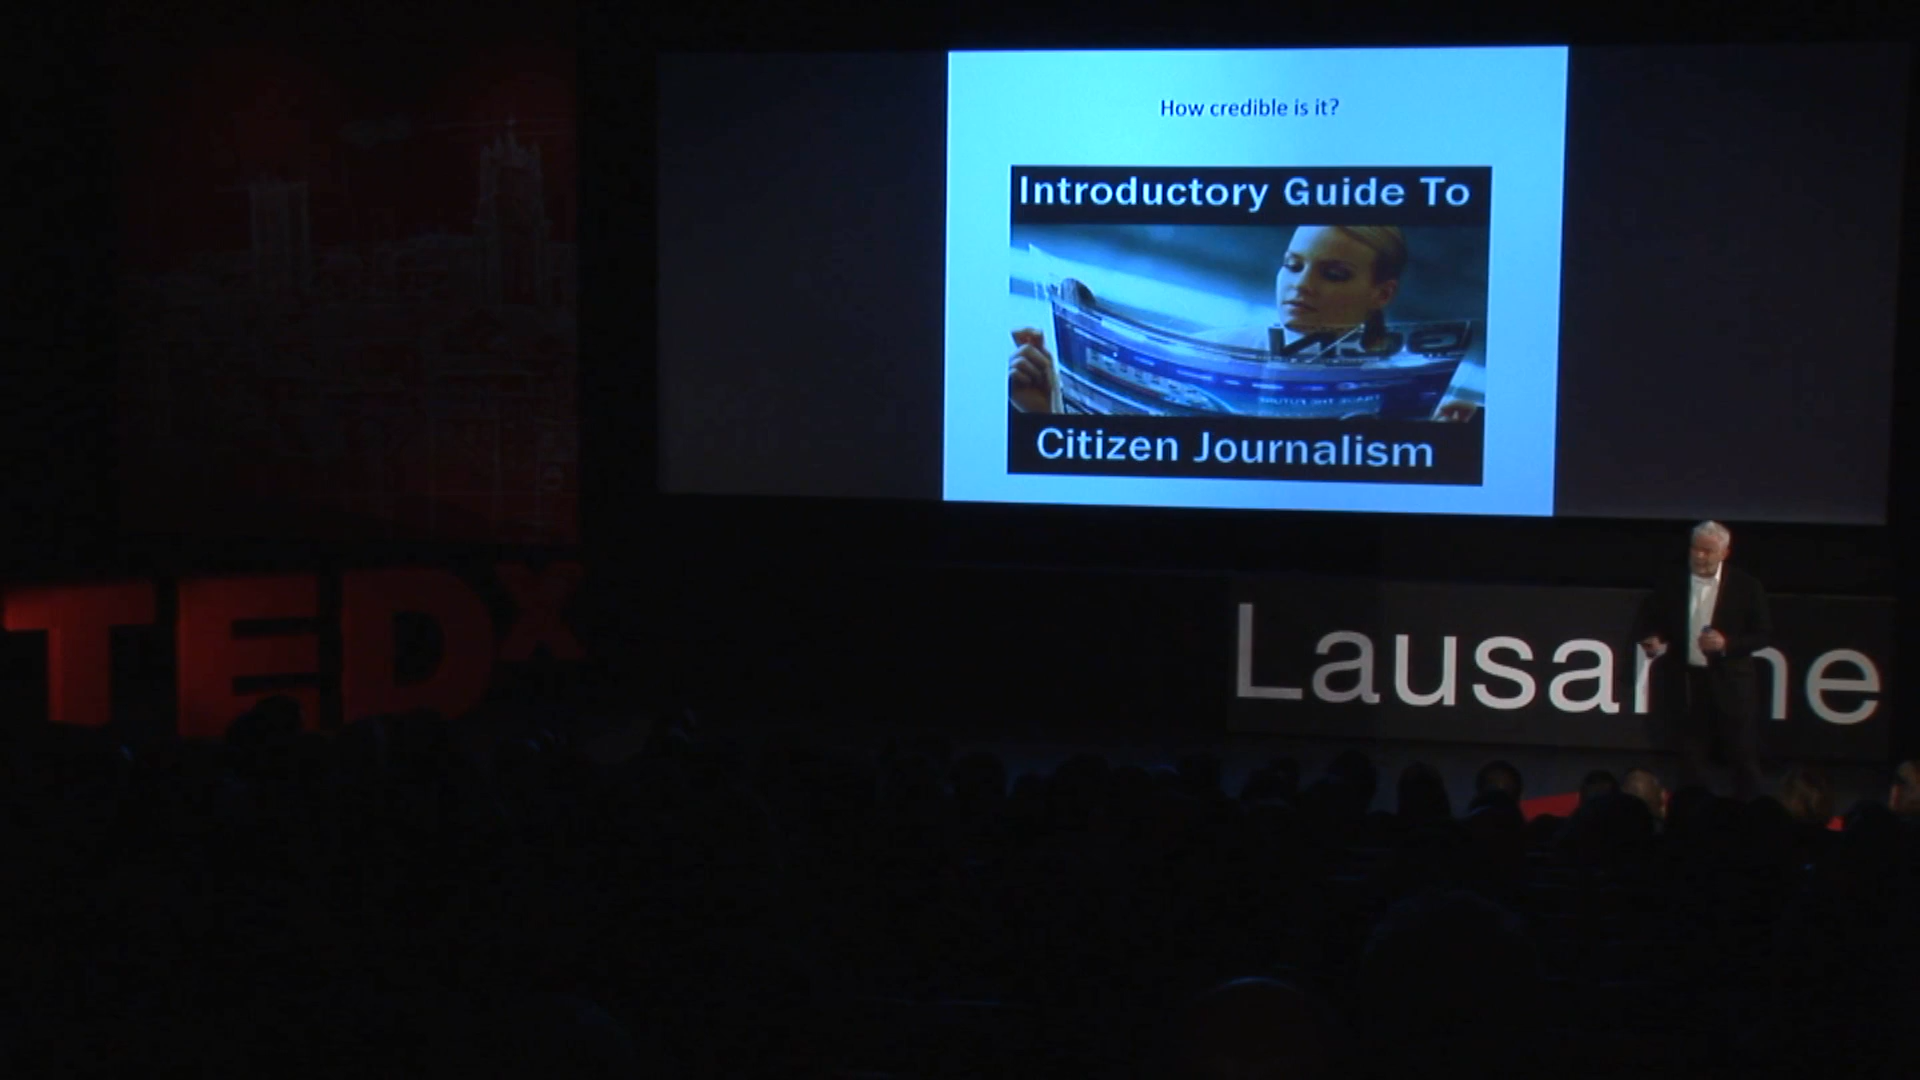 How credible is it?
Introductory Guide To
Citizen Journalism
TEDx
Lausanne